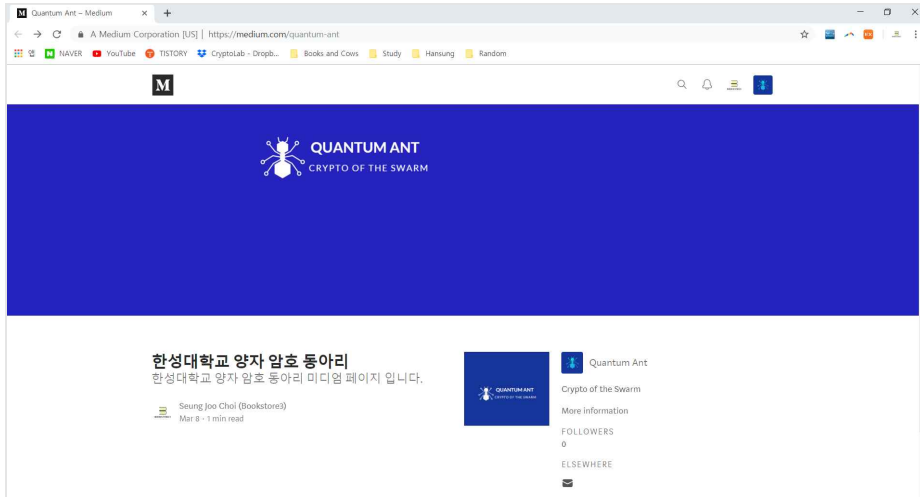 Quantum Ant – Medium
A Medium Corporation [US] | https://medium.com/quantum-ant
앱 NAVER YouTube TISTORY CryptoLab - Dropb... Books and Cows Study Hansung Random
M
QUANTUM ANT
CRYPTO OF THE SWARM
한성대학교 양자 암호 동아리
한성대학교 양자 암호 동아리 미디엄 페이지 입니다.
Seung Joo Choi (Bookstore3)
Mar 8 · 1 min read
QUANTUM ANT
CRYPTO OF THE SWARM
Quantum Ant
Crypto of the Swarm
More information
FOLLOWERS
0
ELSEWHERE